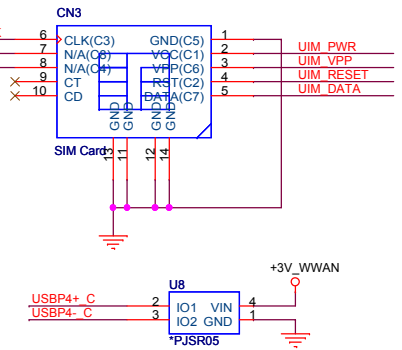 CN3
6 CLK(C3) GND(C5) 1
7 N/A(C8) VCC(C1) 2 UIM_PWR
8 N/A(C4) VPP(C6) 3 UIM_VPP
9 CT RST(C2) 4 UIM_RESET
10 CD DATA(C7) 5 UIM_DATA
GND GND GND GND
SIM Card
13 11 12 14
+3V_WWAN
U8
USBP4+_C 2 IO1 VIN 4
USBP4-_C 3 IO2 GND 1
*PJSR05